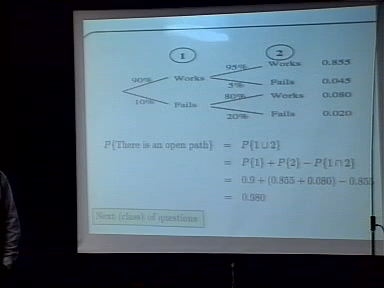 1 2
95% Works 0.855
90% Works
5% Fails 0.045
80% Works 0.080
10% Fails
20% Fails 0.020
P{There is an open path} = P{1∪2}
= P{1} + P{2} − P{1∩2}
= 0.9 + (0.855 + 0.080) − 0.855
= 0.980
Next (class) of questions